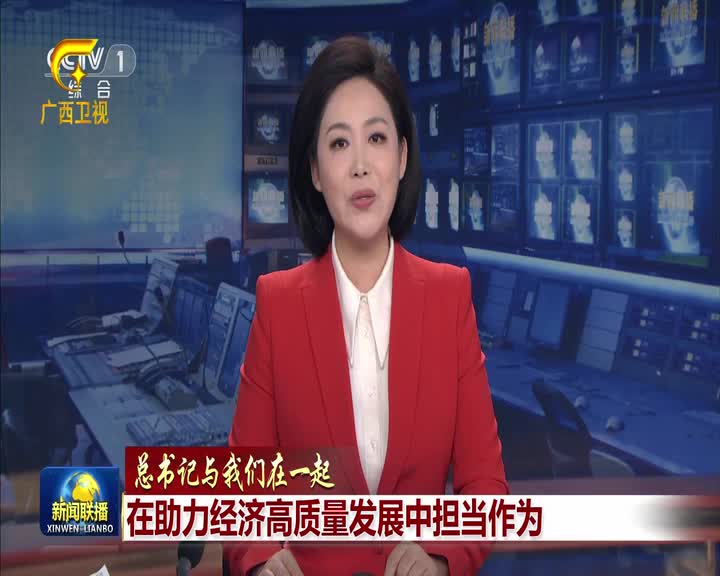 CCTV 1
综合
广西卫视
总书记与我们在一起
在助力经济高质量发展中担当作为
新闻联播
XINWEN-LIANBO